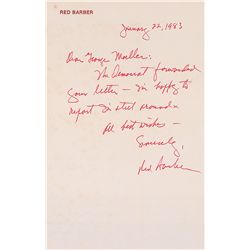 RED BARBER
January 22, 1983
Dear George Moeller:
The Democrat forwarded
your letter — I'm happy to
report I'm still around —
All best wishes —
Sincerely,
Red Barber